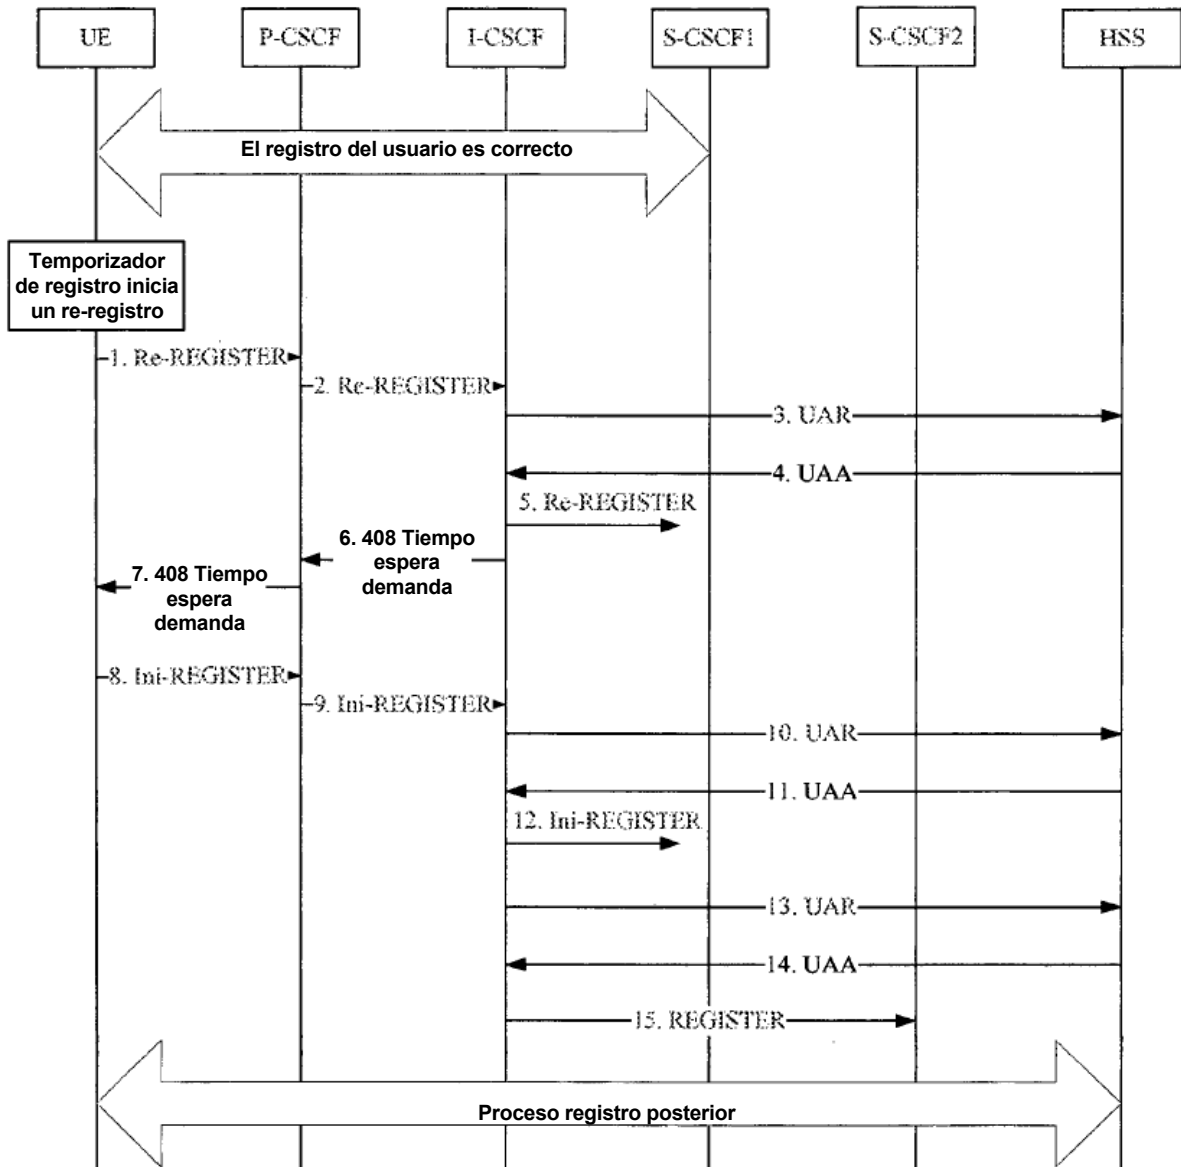 UE
P-CSCF
I-CSCF
S-CSCF1
S-CSCF2
HSS
El registro del usuario es correcto
Temporizador
de registro inicia
un re-registro
1. Re-REGISTER
2. Re-REGISTER
3. UAR
4. UAA
5. Re-REGISTER
6. 408 Tiempo
espera
demanda
7. 408 Tiempo
espera
demanda
8. Ini-REGISTER
9. Ini-REGISTER
10. UAR
11. UAA
12. Ini-REGISTER
13. UAR
14. UAA
15. REGISTER
Proceso registro posterior